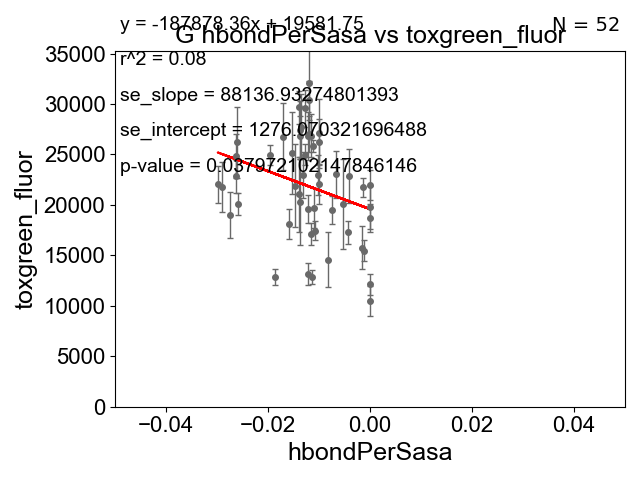 y = -187878.36x + 19581.75
N = 52
G hbondPerSasa vs toxgreen_fluor
r^2 = 0.08
se_slope = 88136.93274801393
se_intercept = 1276.070321696488
p-value = 0.037972102147846146
toxgreen_fluor
35000
30000
25000
20000
15000
10000
5000
0
−0.04
−0.02
0.00
0.02
0.04
hbondPerSasa